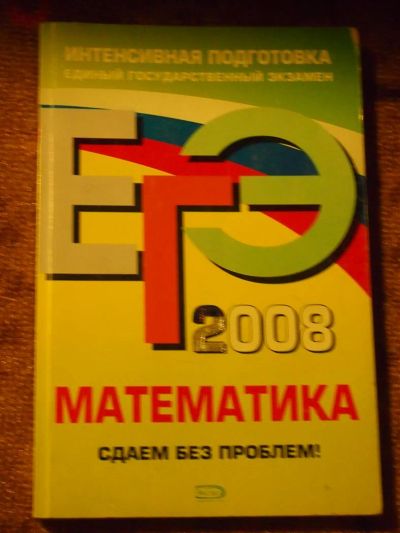 ИНТЕНСИВНАЯ ПОДГОТОВКА
ЕДИНЫЙ ГОСУДАРСТВЕННЫЙ ЭКЗАМЕН
ЕГЭ
2008
МАТЕМАТИКА
СДАЕМ БЕЗ ПРОБЛЕМ!